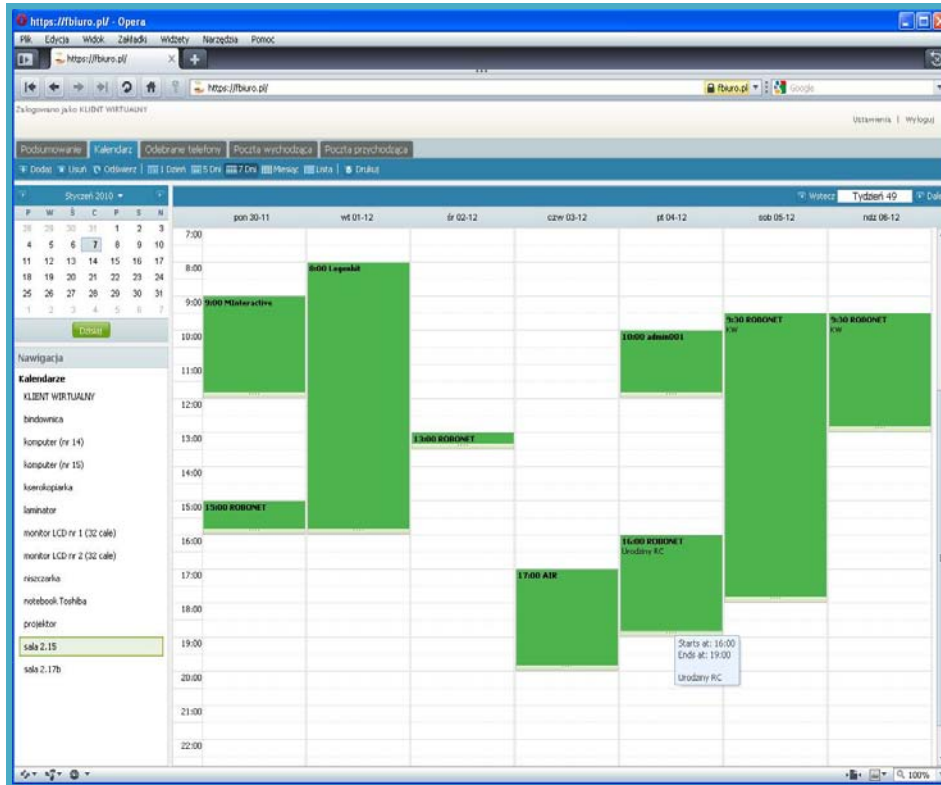 https://fbiuro.pl/ - Opera
Plik Edycja Widok Zakładki Widżety Narzędzia Pomoc
https://fbiuro.pl/
https://fbiuro.pl/ fbiuro.pl Google
Zalogowano jako KLIENT WIRTUALNY
Ustawienia | Wyloguj
Podsumowanie Kalendarz Odebrane telefony Poczta wychodząca Poczta przychodząca
Dodaj Usuń Odśwież 1 Dzień 5 Dni 7 Dni Miesiąc Lista Drukuj
Styczeń 2010
Wstecz Tydzień 49 Dale
P W Ś C P S N
28 29 30 31 1 2 3
4 5 6 7 8 9 10
11 12 13 14 15 16 17
18 19 20 21 22 23 24
25 26 27 28 29 30 31
1 2 3 4 5 6 7
Dzisiaj
Nawigacja
Kalendarze
KLIENT WIRTUALNY
bindownica
komputer (nr 14)
komputer (nr 15)
kserokopiarka
laminator
monitor LCD nr 1 (32 cale)
monitor LCD nr 2 (32 cale)
niszczarka
notebook Toshiba
projektor
sala 2.15
sala 2.17b
pon 30-11 wt 01-12 śr 02-12 czw 03-12 pt 04-12 sob 05-12 ndz 06-12
7:00
8:00 8:00 Logonhit
9:00 9:00 MInteractive
9:30 ROBONET 9:30 ROBONET
KW KW
10:00 10:00 admin001
11:00
12:00
13:00 13:00 ROBONET
14:00
15:00 15:00 ROBONET
16:00 16:00 ROBONET
Urodziny RC
17:00 17:00 AIR
18:00
19:00 Starts at: 16:00
Ends at: 19:00
Urodziny RC
20:00
21:00
22:00
100%